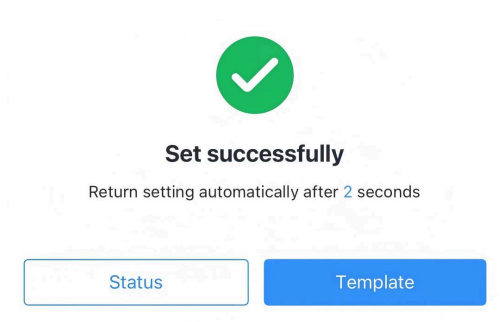 Set successfully
Return setting automatically after 2 seconds
Status
Template